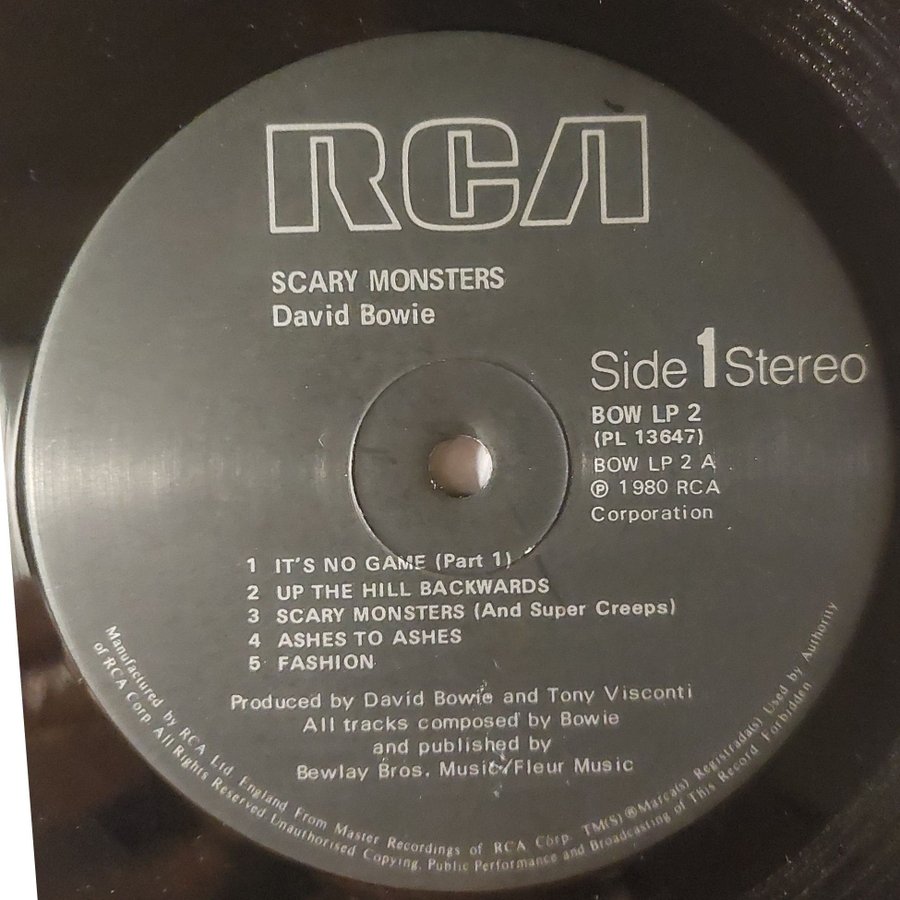 RCA
SCARY MONSTERS
David Bowie
Side 1 Stereo
BOW LP 2
(PL 13647)
BOW LP 2 A
℗ 1980 RCA
Corporation
1 IT'S NO GAME (Part 1)
2 UP THE HILL BACKWARDS
3 SCARY MONSTERS (And Super Creeps)
4 ASHES TO ASHES
5 FASHION
Produced by David Bowie and Tony Visconti
All tracks composed by Bowie
and published by
Bewlay Bros. Music/Fleur Music
Manufactured by RCA Ltd. England From Master Recordings of RCA Corp. TM(S)® Marca(s) Registrada(s) Used by Authority
of RCA Corp. All Rights Reserved Unauthorised Copying, Public Performance and Broadcasting of This Record Forbidden